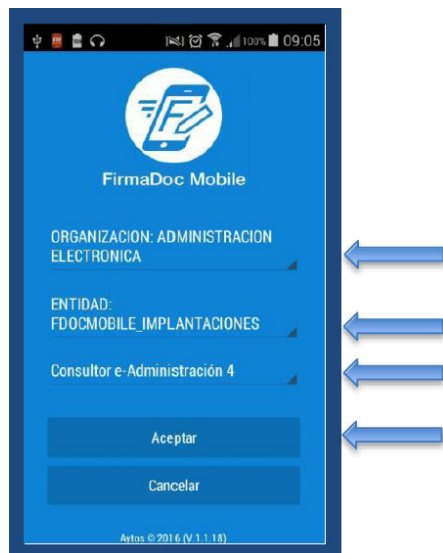 100% 09:05
FirmaDoc Mobile
ORGANIZACION: ADMINISTRACION
ELECTRONICA
ENTIDAD:
FDOCMOBILE_IMPLANTACIONES
Consultor e-Administración 4
Aceptar
Cancelar
Aytos © 2016 (V.1.1.18)